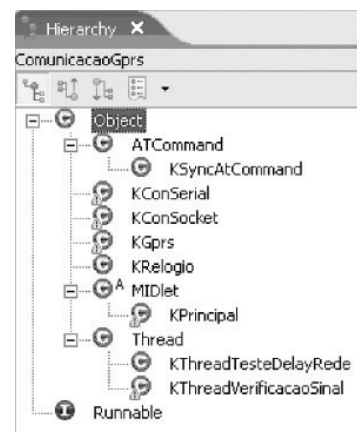 Hierarchy
ComunicacaoGprs
Object
ATCommand
KSyncAtCommand
KConSerial
KConSocket
KGprs
KRelogio
A MIDlet
KPrincipal
Thread
KThreadTesteDelayRede
KThreadVerificacaoSinal
Runnable